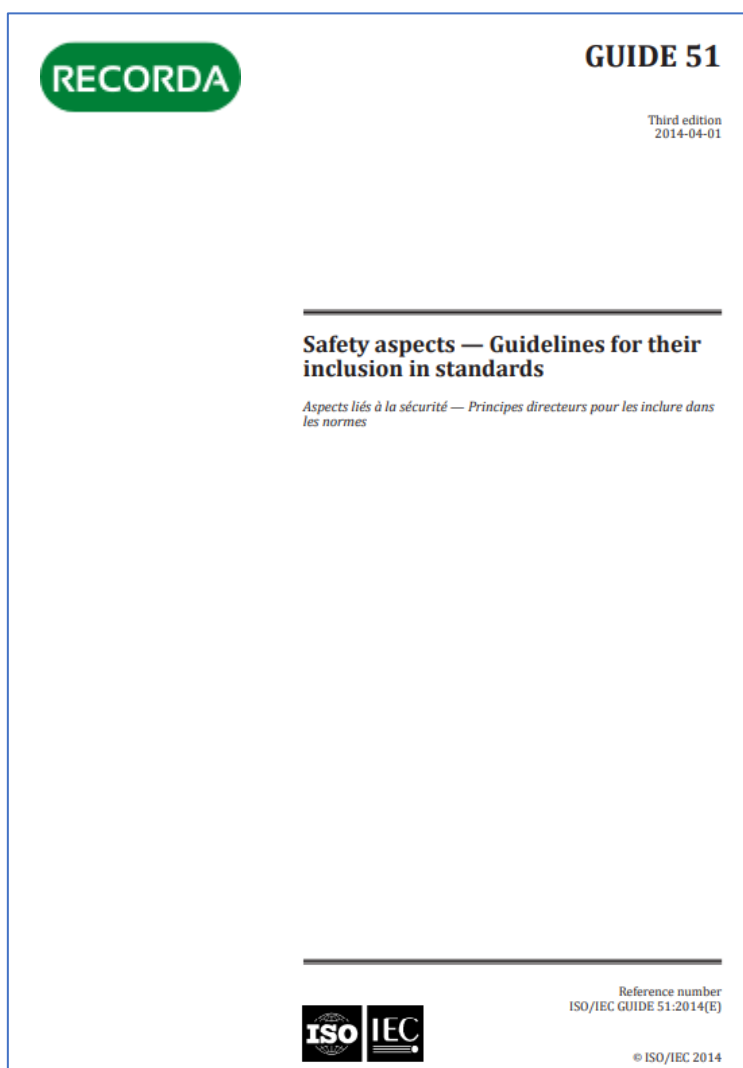 RECORDA
GUIDE 51
Third edition
2014-04-01
Safety aspects — Guidelines for their
inclusion in standards
Aspects liés à la sécurité — Principes directeurs pour les inclure dans
les normes
Reference number
ISO/IEC GUIDE 51:2014(E)
ISO IEC
© ISO/IEC 2014